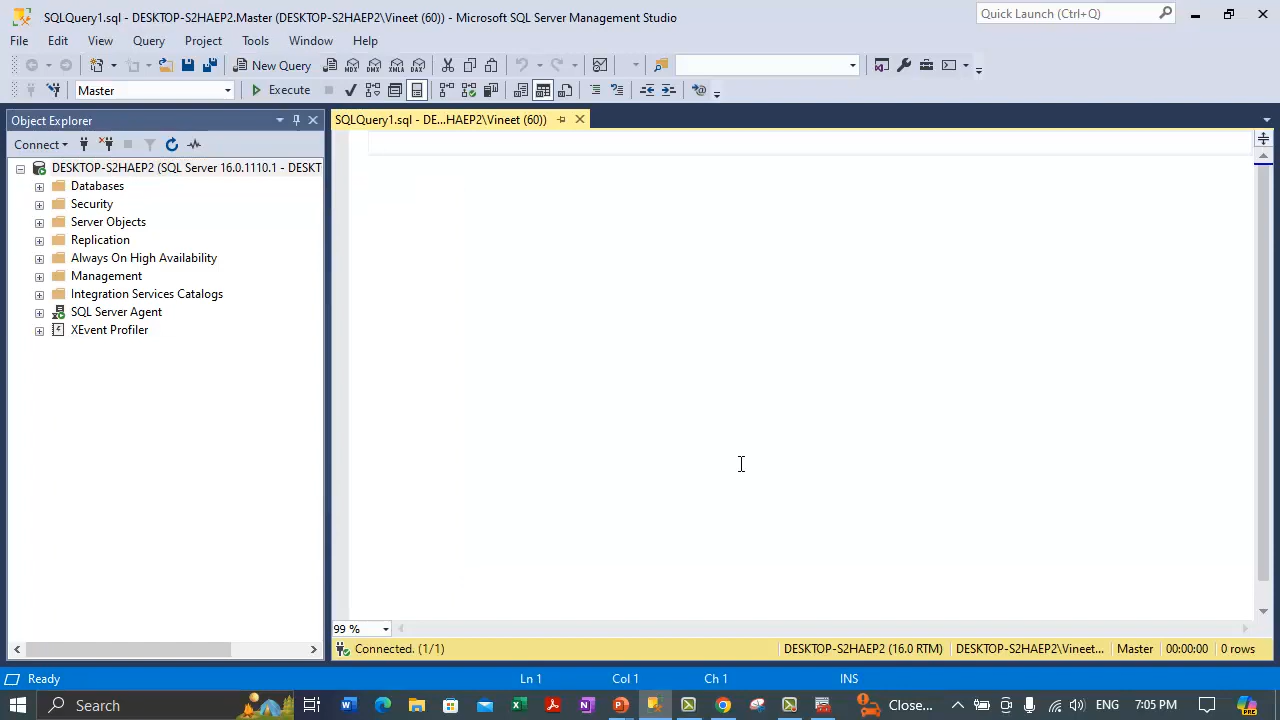 SQLQuery1.sql - DESKTOP-S2HAEP2.Master (DESKTOP-S2HAEP2\Vineet (60)) - Microsoft SQL Server Management Studio
Quick Launch (Ctrl+Q)
File Edit View Query Project Tools Window Help
New Query
MDX DMX XMLA DAX
Master
Execute
Object Explorer
SQLQuery1.sql - DE...HAEP2\Vineet (60))
Connect
DESKTOP-S2HAEP2 (SQL Server 16.0.1110.1 - DESKT
Databases
Security
Server Objects
Replication
Always On High Availability
Management
Integration Services Catalogs
SQL Server Agent
XEvent Profiler
99 %
Connected. (1/1)
DESKTOP-S2HAEP2 (16.0 RTM)
DESKTOP-S2HAEP2\Vineet...
Master
00:00:00
0 rows
Ready
Ln 1
Col 1
Ch 1
INS
Search
Close...
ENG
7:05 PM